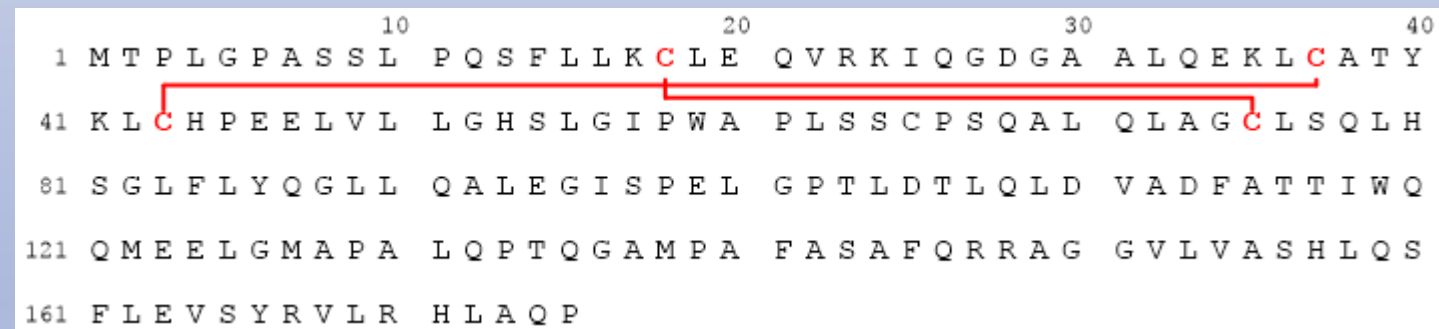 10 20 30 40
1 M T P L G P A S S L P Q S F L L K C L E Q V R K I Q G D G A A L Q E K L C A T Y
41 K L C H P E E L V L L G H S L G I P W A P L S S C P S Q A L Q L A G C L S Q L H
81 S G L F L Y Q G L L Q A L E G I S P E L G P T L D T L Q L D V A D F A T T I W Q
121 Q M E E L G M A P A L Q P T Q G A M P A F A S A F Q R R A G G V L V A S H L Q S
161 F L E V S Y R V L R H L A Q P